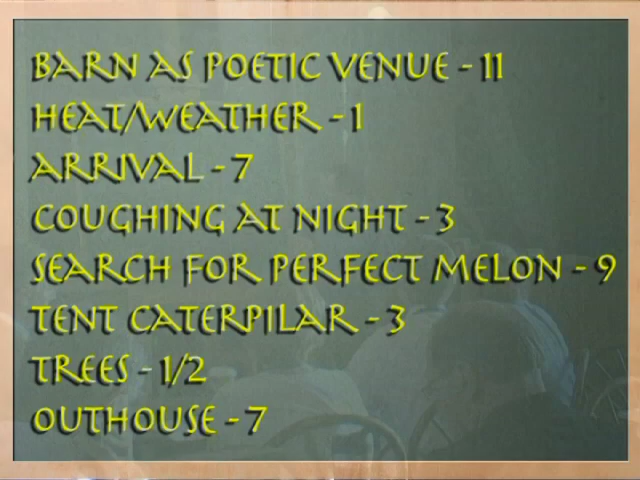 BARN AS POETIC VENUE - 11
HEAT/WEATHER - 1
ARRIVAL - 7
COUGHING AT NIGHT - 3
SEARCH FOR PERFECT MELON - 9
TENT CATERPILAR - 3
TREES - 1/2
OUTHOUSE - 7